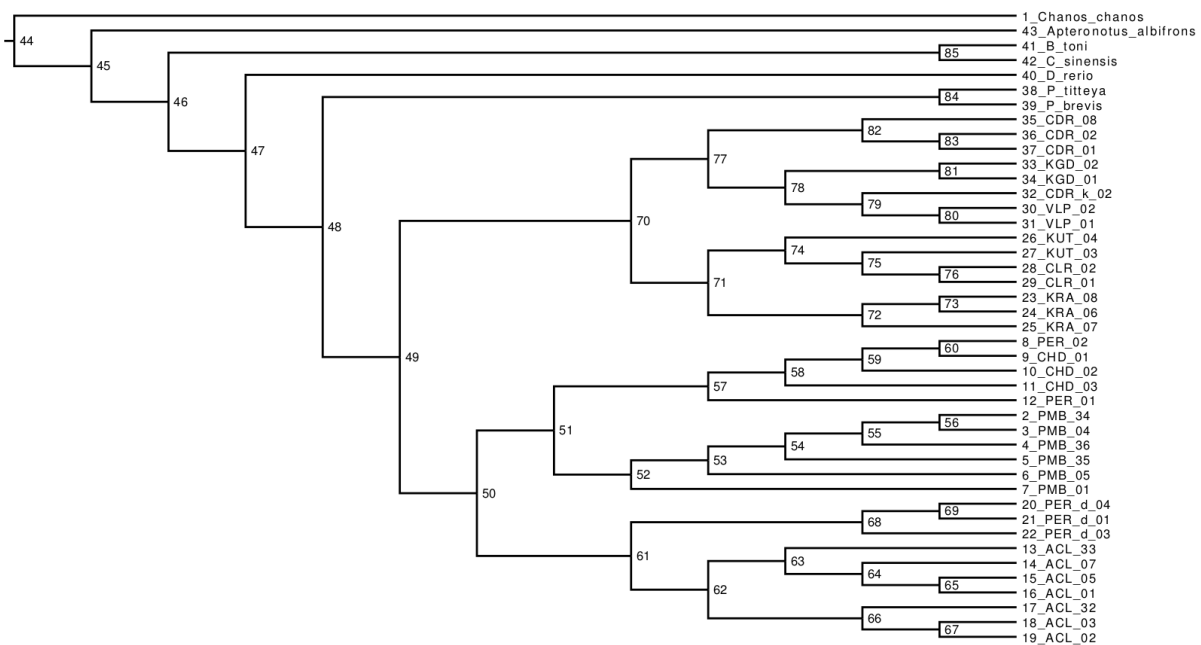 1_Chanos_chanos
44
43_Apteronotus_albifrons
41_B_toni
85
42_C_sinensis
45
40_D_rerio
38_P_titteya
84
39_P_brevis
46
35_CDR_08
82
36_CDR_02
83
37_CDR_01
47
77
33_KGD_02
81
34_KGD_01
78
32_CDR_k_02
79
30_VLP_02
80
31_VLP_01
48
70
26_KUT_04
74
27_KUT_03
75
28_CLR_02
76
29_CLR_01
71
23_KRA_08
73
24_KRA_06
72
25_KRA_07
8_PER_02
60
9_CHD_01
49
59
10_CHD_02
58
11_CHD_03
57
12_PER_01
2_PMB_34
56
3_PMB_04
51
55
4_PMB_36
54
5_PMB_35
53
6_PMB_05
52
7_PMB_01
50
20_PER_d_04
69
21_PER_d_01
68
22_PER_d_03
13_ACL_33
61
63
14_ACL_07
64
15_ACL_05
65
16_ACL_01
62
17_ACL_32
66
18_ACL_03
67
19_ACL_02